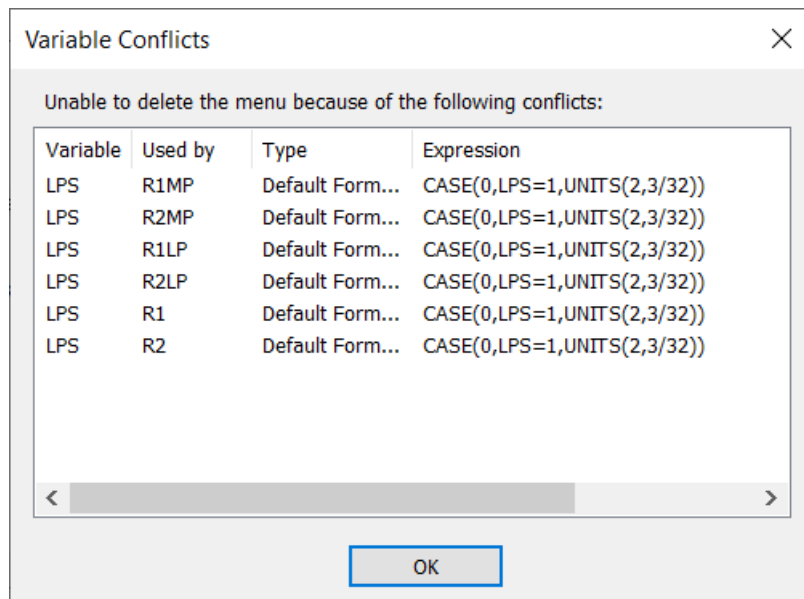 Variable Conflicts
Unable to delete the menu because of the following conflicts:
Variable Used by Type Expression
LPS R1MP Default Form... CASE(0,LPS=1,UNITS(2,3/32))
LPS R2MP Default Form... CASE(0,LPS=1,UNITS(2,3/32))
LPS R1LP Default Form... CASE(0,LPS=1,UNITS(2,3/32))
LPS R2LP Default Form... CASE(0,LPS=1,UNITS(2,3/32))
LPS R1 Default Form... CASE(0,LPS=1,UNITS(2,3/32))
LPS R2 Default Form... CASE(0,LPS=1,UNITS(2,3/32))
OK